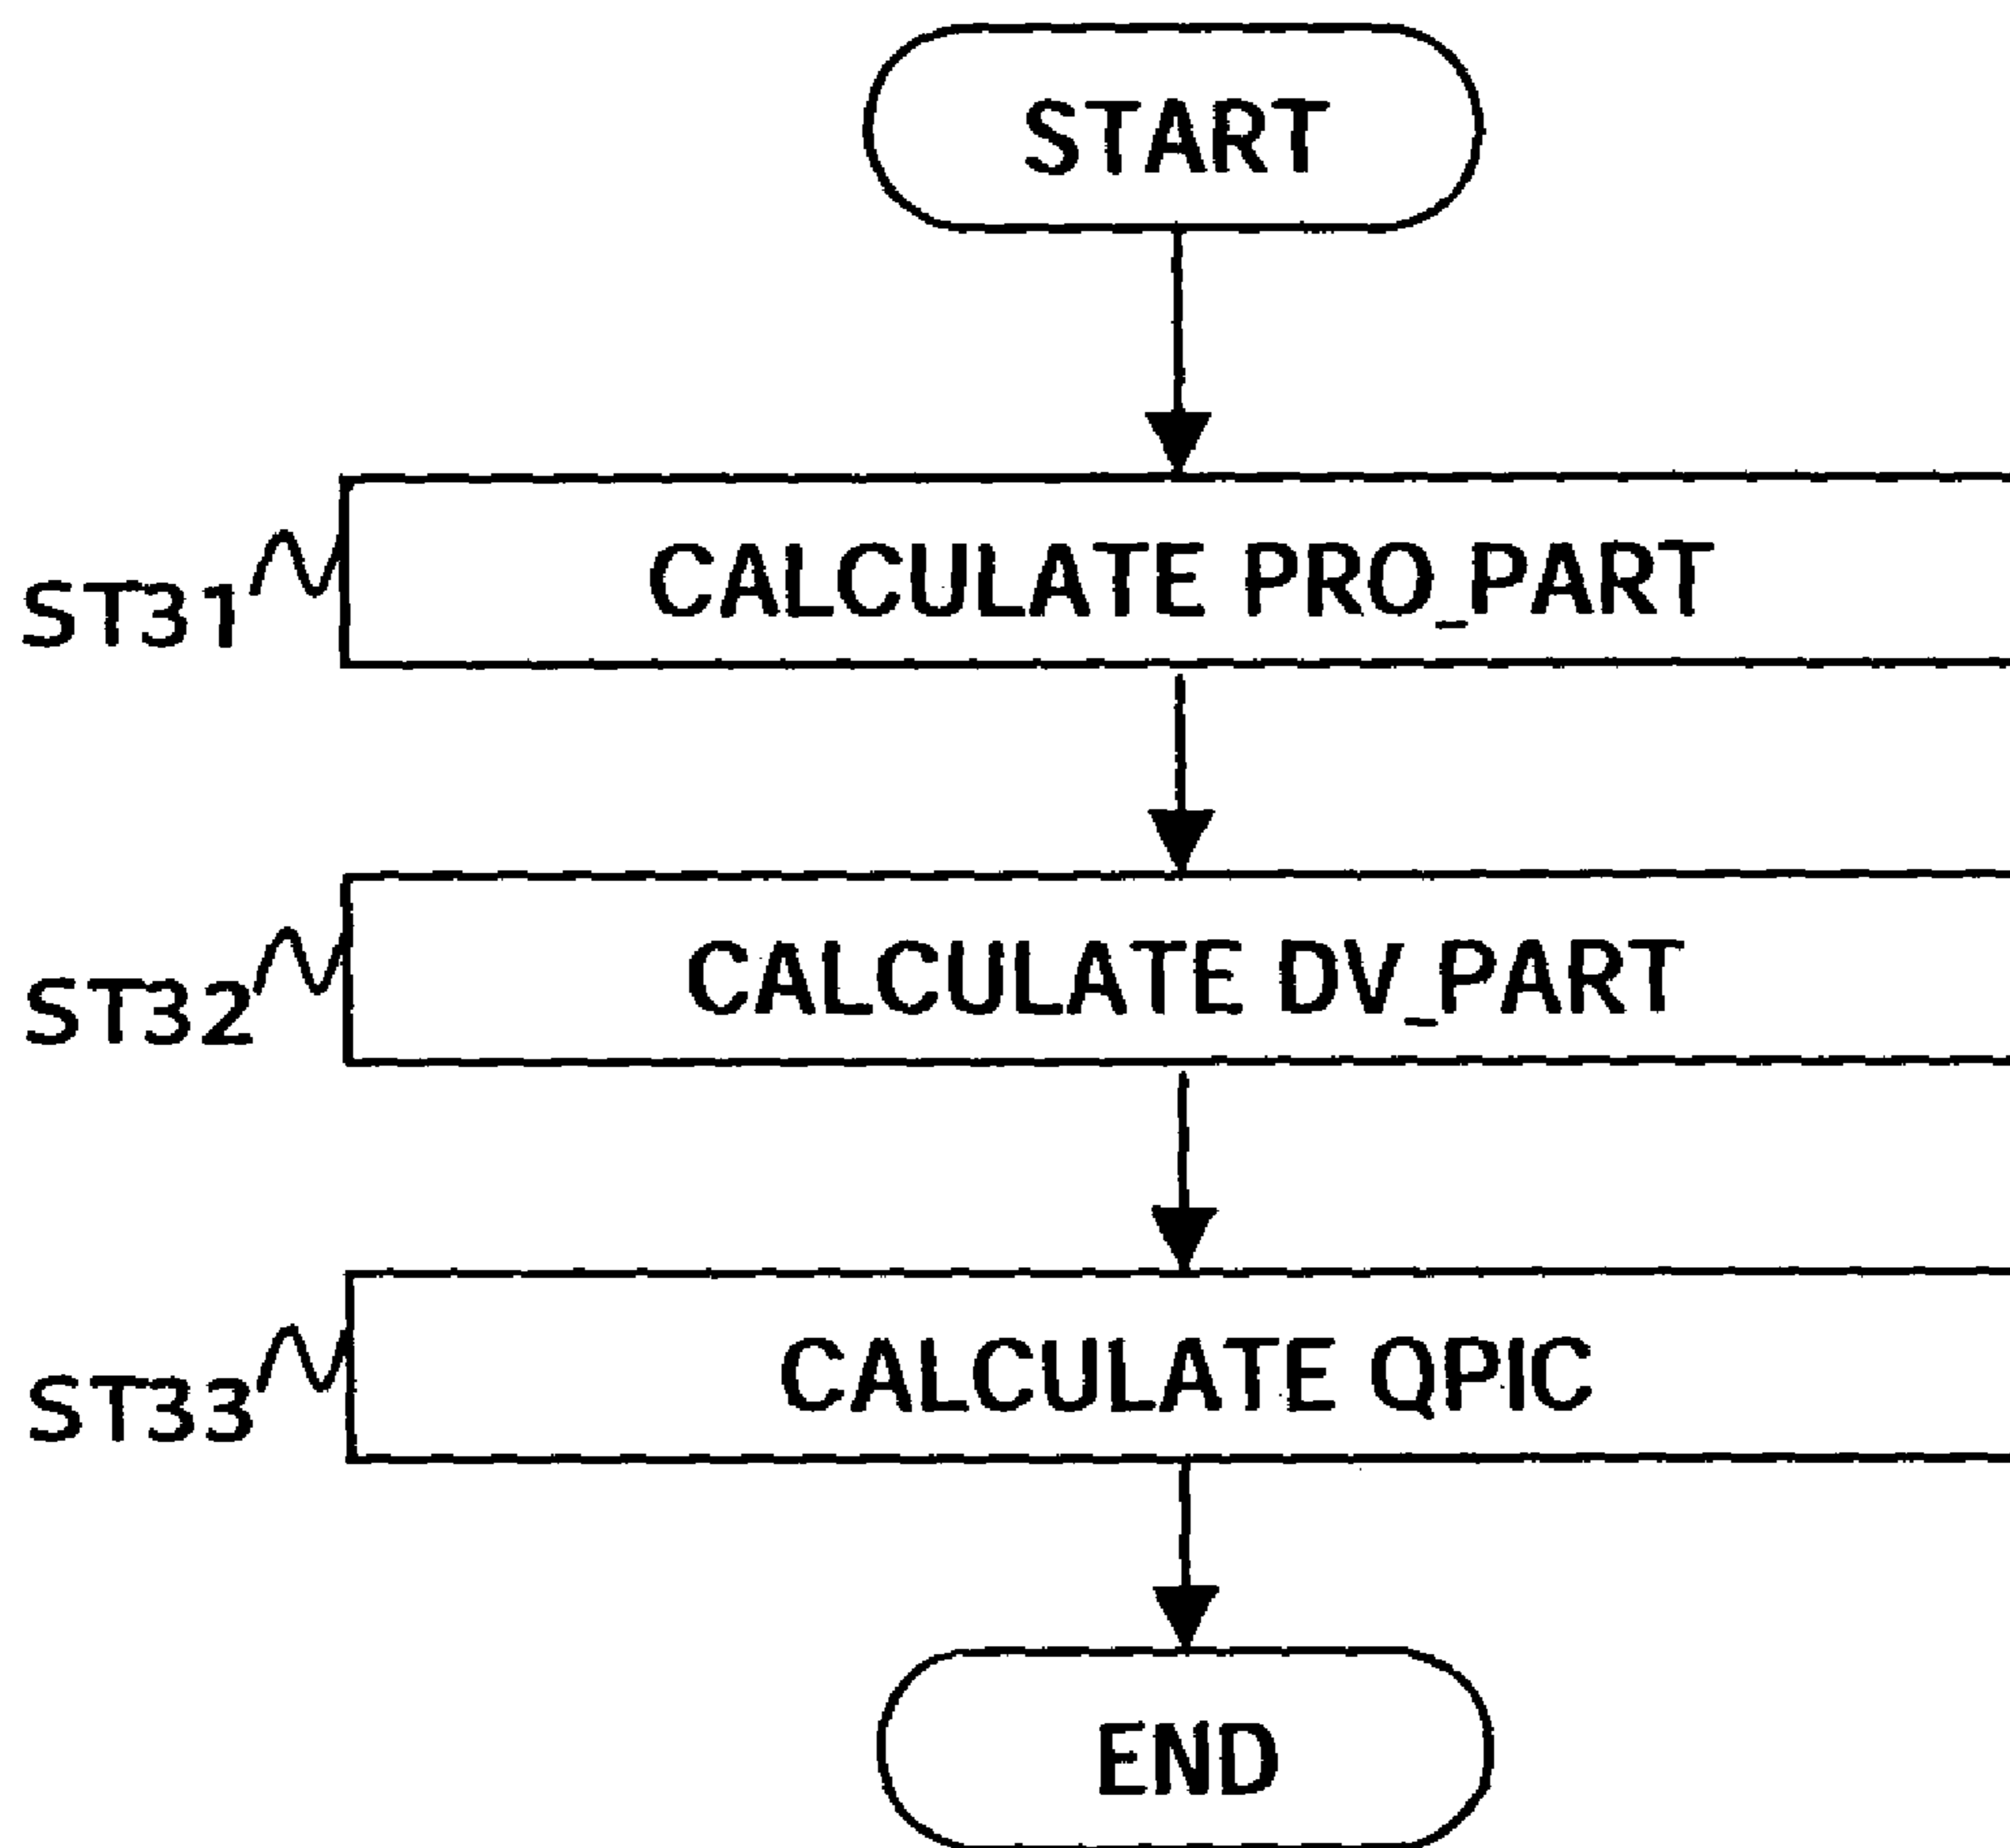 START
ST31
CALCULATE PRO_PART
ST32
CALCULATE DV_PART
ST33
CALCULATE QPIC
END